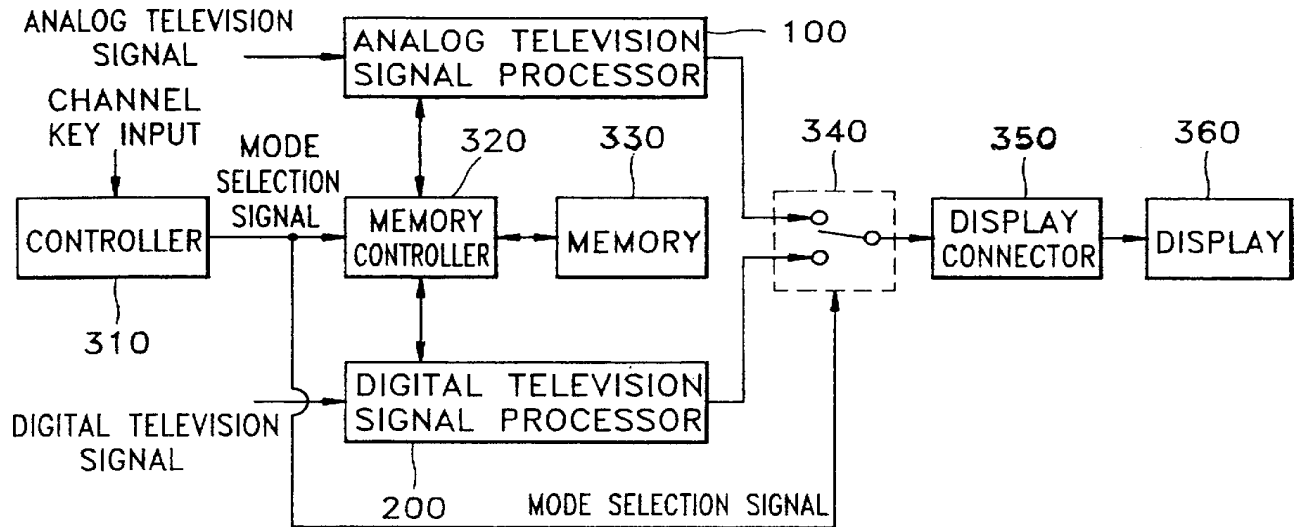 ANALOG TELEVISION
SIGNAL
ANALOG TELEVISION
SIGNAL PROCESSOR
100
CHANNEL
KEY INPUT
MODE
SELECTION
SIGNAL
320
330
340
350
360
CONTROLLER
MEMORY
CONTROLLER
MEMORY
DISPLAY
CONNECTOR
DISPLAY
310
DIGITAL TELEVISION
SIGNAL
DIGITAL TELEVISION
SIGNAL PROCESSOR
200
MODE SELECTION SIGNAL